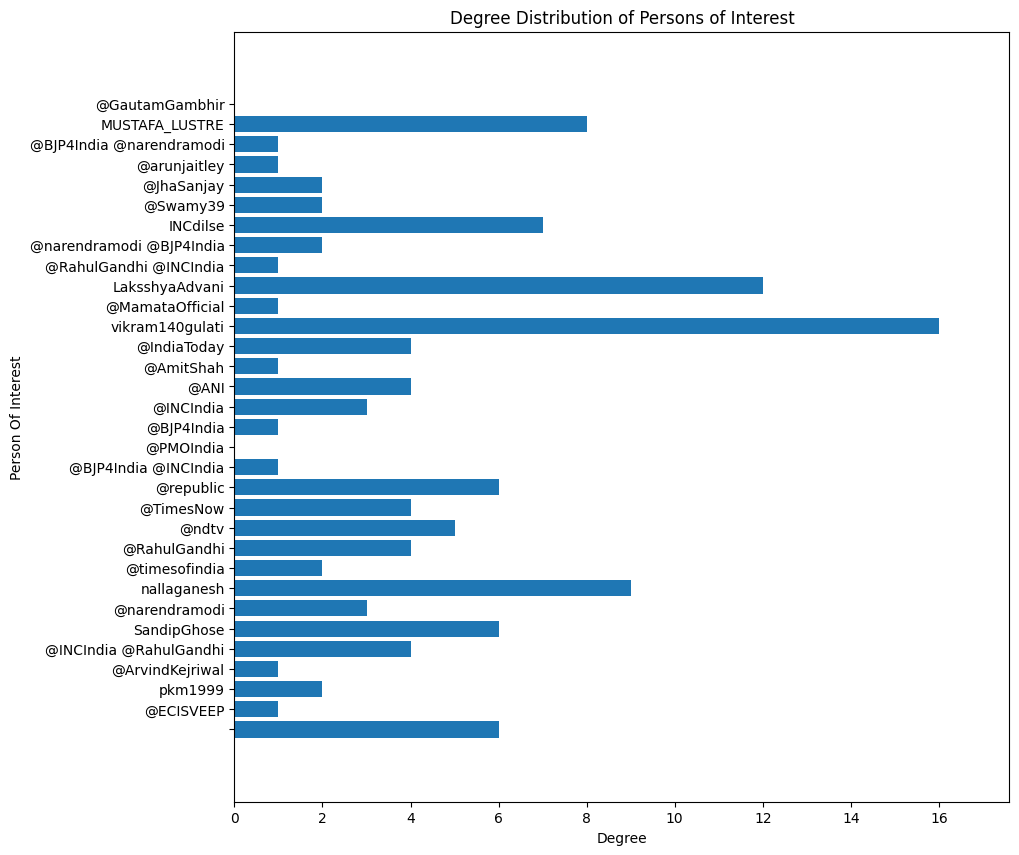 Degree Distribution of Persons of Interest
@GautamGambhir
MUSTAFA_LUSTRE
@BJP4India @narendramodi
@arunjaitley
@JhaSanjay
@Swamy39
INCdilse
@narendramodi @BJP4India
@RahulGandhi @INCIndia
LaksshyaAdvani
@MamataOfficial
vikram140gulati
@IndiaToday
@AmitShah
@ANI
@INCIndia
@BJP4India
@PMOIndia
@BJP4India @INCIndia
@republic
@TimesNow
@ndtv
@RahulGandhi
@timesofindia
nallaganesh
@narendramodi
SandipGhose
@INCIndia @RahulGandhi
@ArvindKejriwal
pkm1999
@ECISVEEP
Person Of Interest
0 2 4 6 8 10 12 14 16
Degree